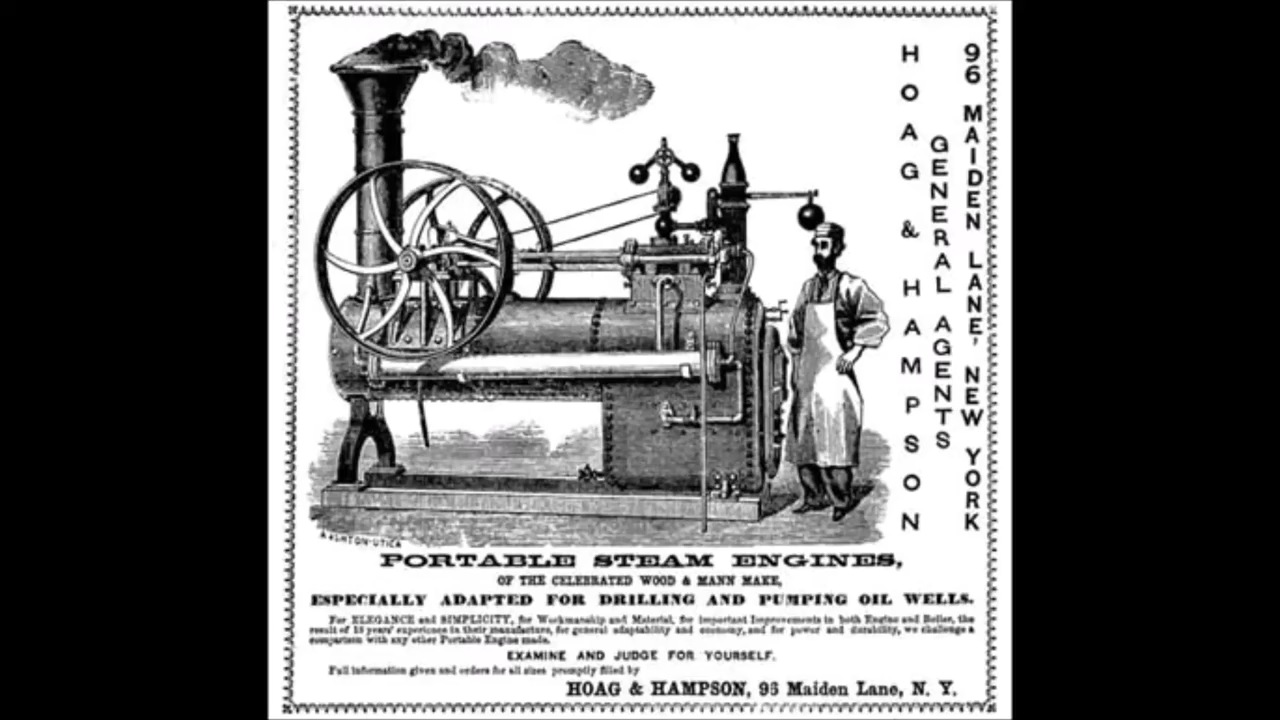 HOAG & HAMPSON
GENERAL AGENTS
96 MAIDEN LANE, NEW YORK
ASHTON-UTICA
PORTABLE STEAM ENGINES,
OF THE CELEBRATED WOOD & MANN MAKE,
ESPECIALLY ADAPTED FOR DRILLING AND PUMPING OIL WELLS.
For ELEGANCE and SIMPLICITY, for Workmanship and Material, for important Improvements in both Engine and Boiler, the
result of 15 years' experience in their manufacture, for general adaptability and economy, and for power and durability, we challenge a
comparison with any other Portable Engine made.
EXAMINE AND JUDGE FOR YOURSELF.
Full information given and orders for all sizes promptly filled by
HOAG & HAMPSON, 96 Maiden Lane, N. Y.